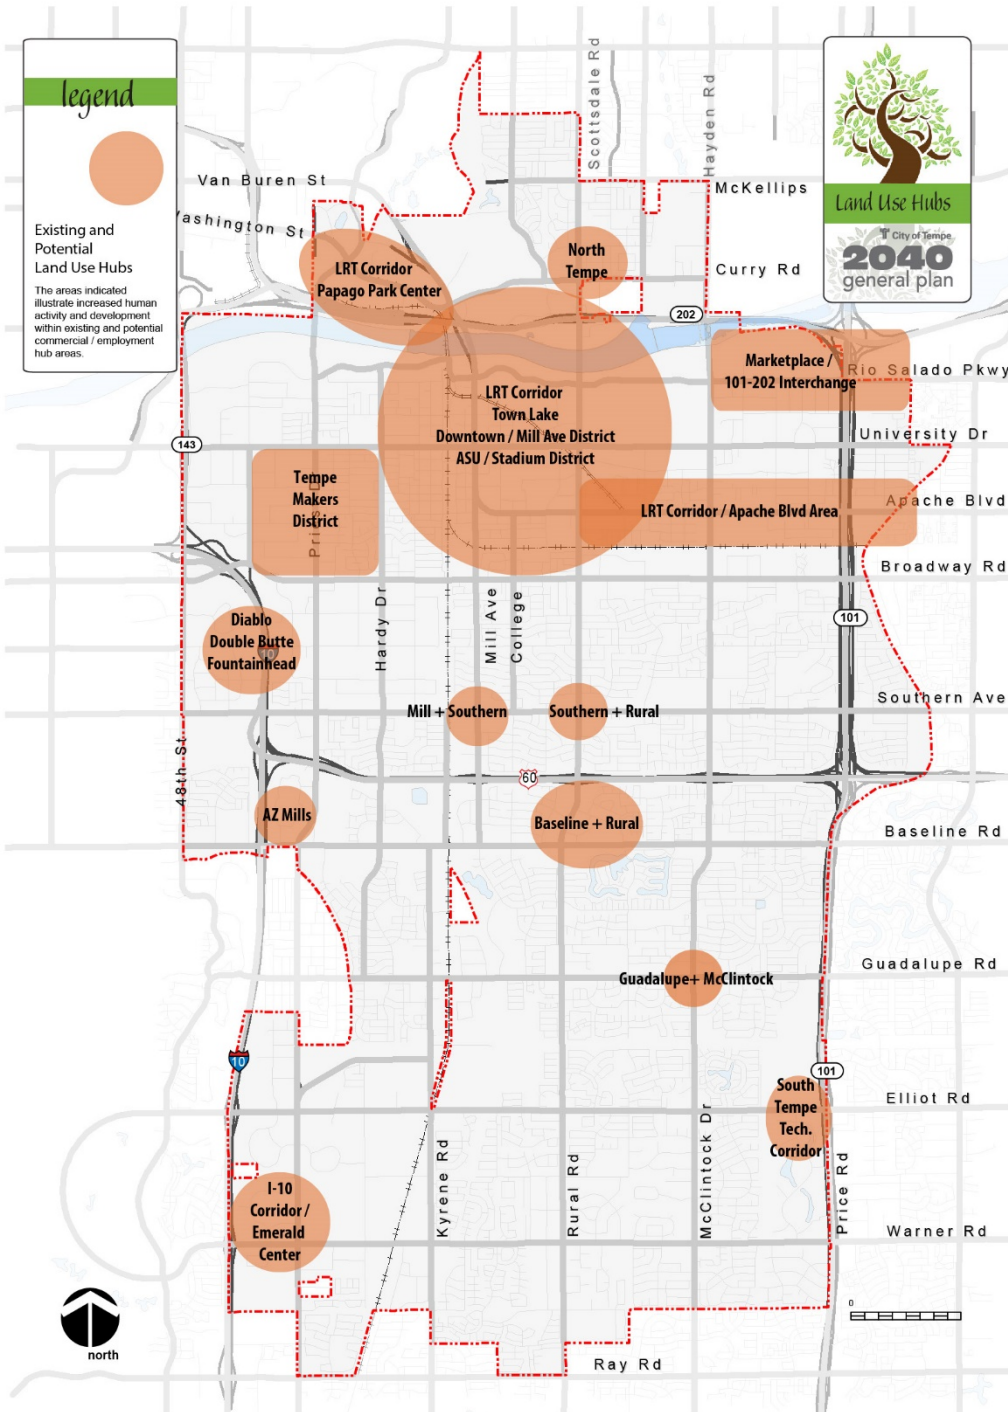 legend
Existing and
Potential
Land Use Hubs
The areas indicated
illustrate increased human
activity and development
within existing and potential
commercial / employment
hub areas.
Land Use Hubs
City of Tempe
2040
general plan
Scottsdale Rd
Hayden Rd
Van Buren St
McKellips
Washington St
North
Tempe
LRT Corridor
Papago Park Center
Curry Rd
202
Marketplace /
101-202 Interchange
Rio Salado Pkwy
LRT Corridor
Town Lake
Downtown / Mill Ave District
ASU / Stadium District
University Dr
143
Tempe
Makers
District
LRT Corridor / Apache Blvd Area
Apache Blvd
Broadway Rd
Hardy Dr
Mill Ave
College
101
Diablo
Double Butte
Fountainhead
10
Southern Ave
Mill + Southern
Southern + Rural
48th St
60
AZ Mills
Baseline + Rural
Baseline Rd
Guadalupe Rd
Guadalupe+ McClintock
10
101
South
Tempe
Tech.
Corridor
Elliot Rd
Kyrene Rd
Rural Rd
McClintock Dr
Price Rd
I-10
Corridor /
Emerald
Center
Warner Rd
0
north
Ray Rd